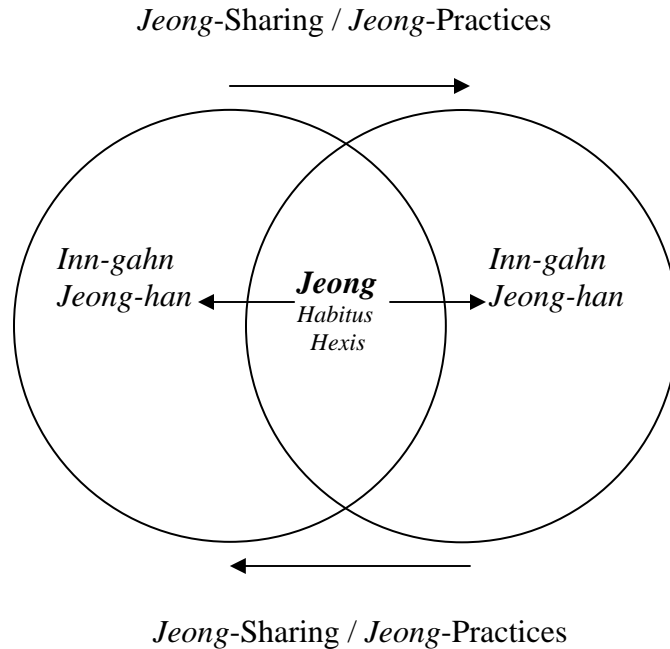 Jeong-Sharing / Jeong-Practices
Inn-gahn
Jeong-han
Jeong
Habitus
Hexis
Inn-gahn
Jeong-han
Jeong-Sharing / Jeong-Practices